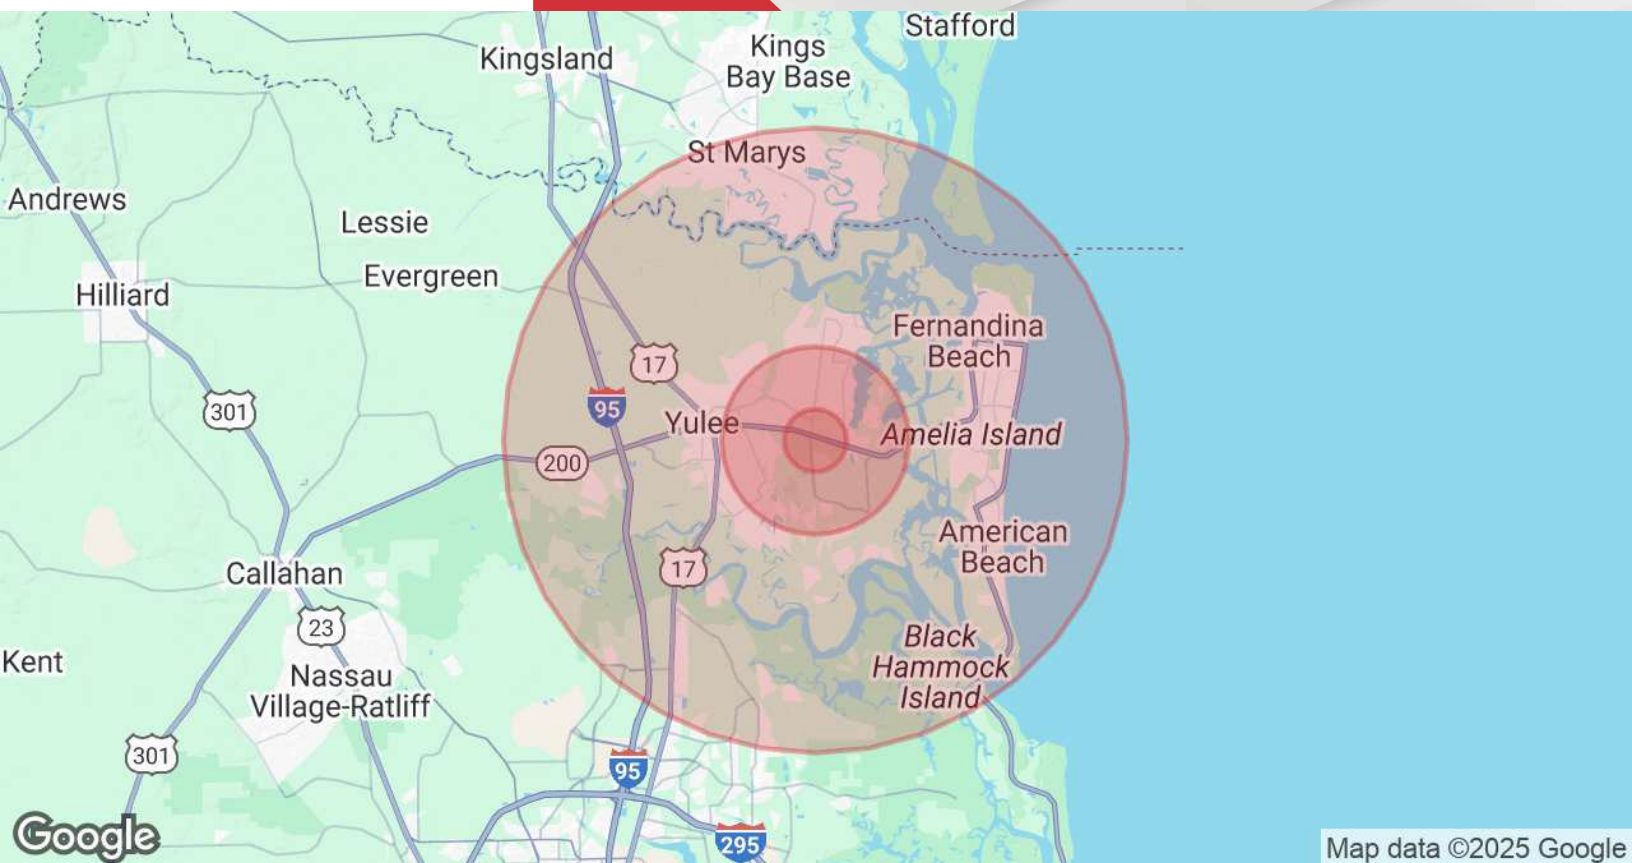 Stafford
Kings
Bay Base
Kingsland
St Marys
Andrews
Lessie
Evergreen
Hilliard
Fernandina
Beach
17
95
301
Yulee
Amelia Island
200
American
Beach
17
Callahan
23
Black
Hammock
Island
Kent
Nassau
Village-Ratliff
301
95
Google
295
Map data ©2025 Google